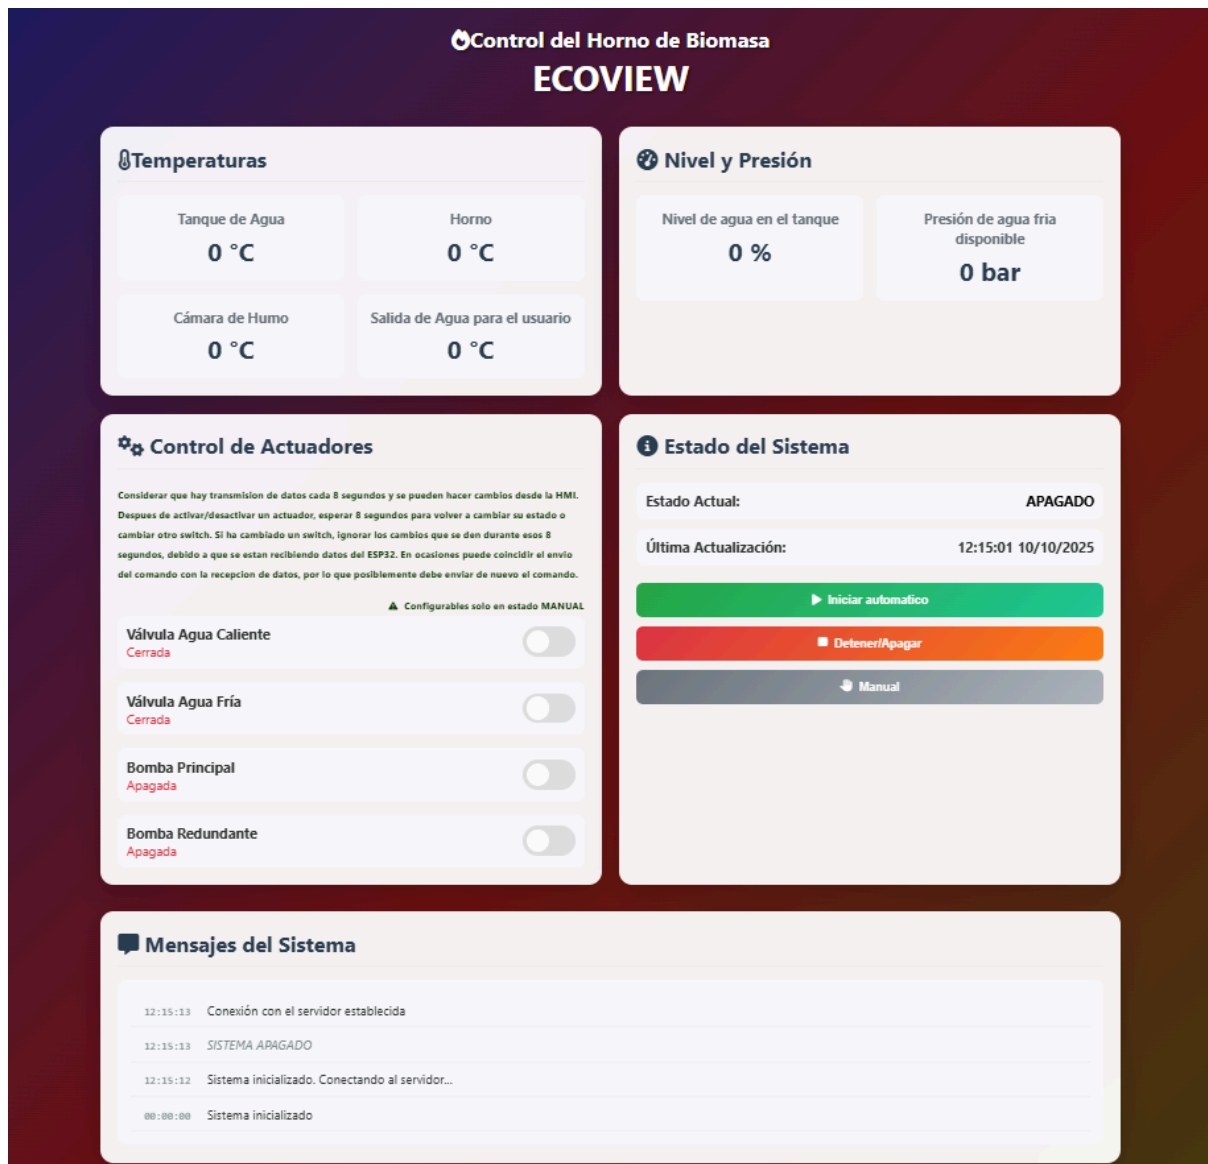 Control del Horno de Biomasa
ECOVIEW
Temperaturas
Tanque de Agua
0 °C
Horno
0 °C
Cámara de Humo
0 °C
Salida de Agua para el usuario
0 °C
Nivel y Presión
Nivel de agua en el tanque
0 %
Presión de agua fria
disponible
0 bar
Control de Actuadores
Considerar que hay transmision de datos cada 8 segundos y se pueden hacer cambios desde la HMI.
Despues de activar/desactivar un actuador, esperar 8 segundos para volver a cambiar su estado o
cambiar otro switch. Si ha cambiado un switch, ignorar los cambios que se den durante esos 8
segundos, debido a que se estan recibiendo datos del ESP32. En ocasiones puede coincidir el envio
del comando con la recepcion de datos, por lo que posiblemente debe enviar de nuevo el comando.
Configurables solo en estado MANUAL
Válvula Agua Caliente
Cerrada
Válvula Agua Fría
Cerrada
Bomba Principal
Apagada
Bomba Redundante
Apagada
Estado del Sistema
Estado Actual: APAGADO
Última Actualización: 12:15:01 10/10/2025
Iniciar automatico
Detener/Apagar
Manual
Mensajes del Sistema
12:15:13 Conexión con el servidor establecida
12:15:13 SISTEMA APAGADO
12:15:12 Sistema inicializado. Conectando al servidor...
00:00:00 Sistema inicializado